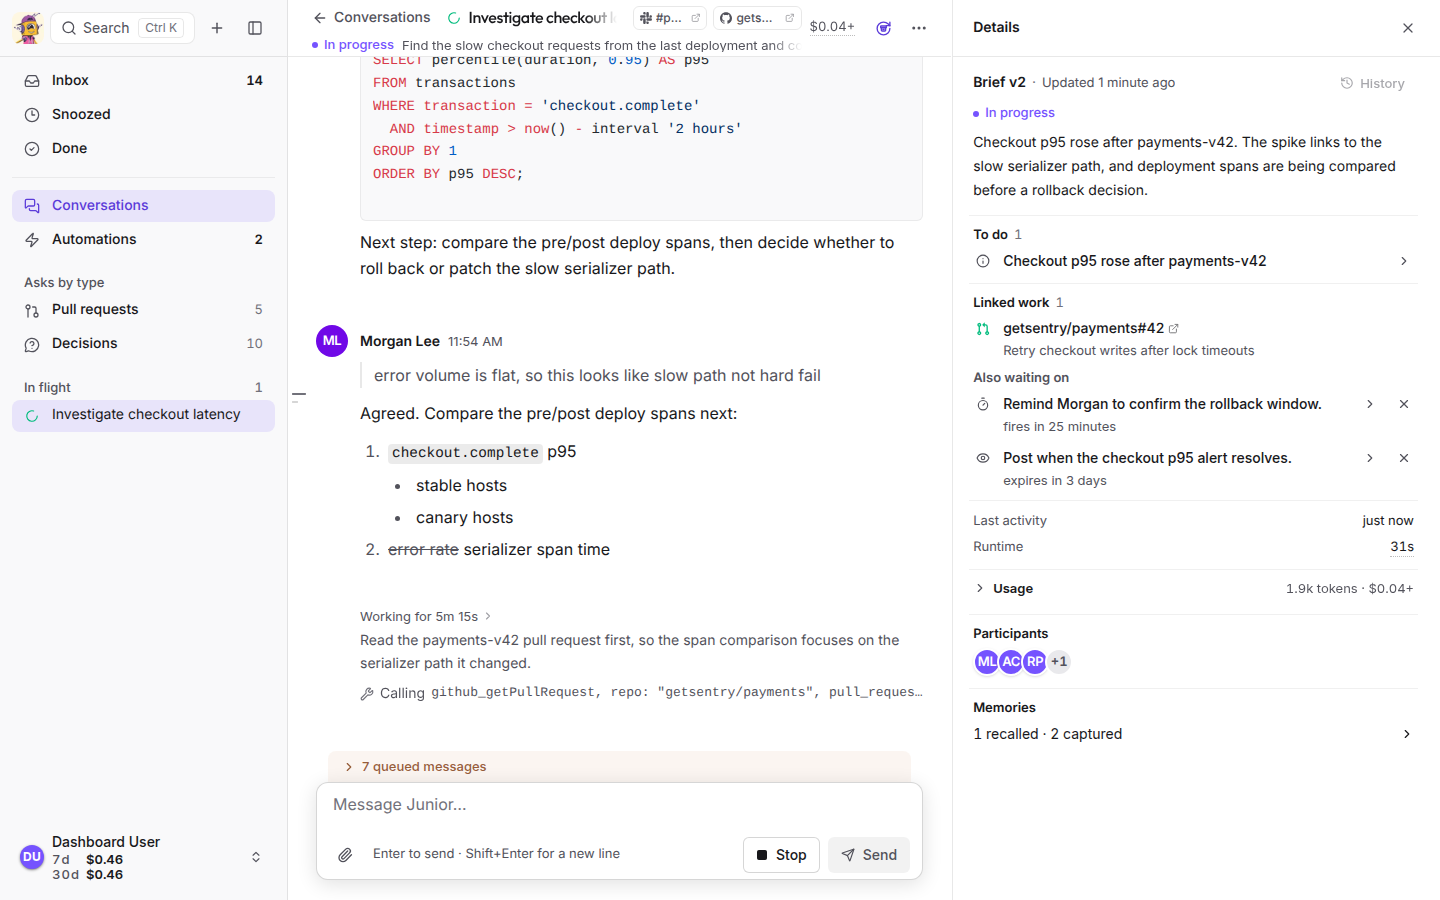 Search Ctrl K
Inbox 14
Snoozed
Done
Conversations
Automations 2
Asks by type
Pull requests 5
Decisions 10
In flight 1
Investigate checkout latency
DU Dashboard User
7d $0.46
30d $0.46
Conversations Investigate checkout #p... gets... $0.04+
In progress Find the slow checkout requests from the last deployment and
SELECT percentile(duration, 0.95) AS p95
FROM transactions
WHERE transaction = 'checkout.complete'
AND timestamp > now() - interval '2 hours'
GROUP BY 1
ORDER BY p95 DESC;
Next step: compare the pre/post deploy spans, then decide whether to
roll back or patch the slow serializer path.
ML Morgan Lee 11:54 AM
error volume is flat, so this looks like slow path not hard fail
Agreed. Compare the pre/post deploy spans next:
1. checkout.complete p95
• stable hosts
• canary hosts
2. error rate serializer span time
Working for 5m 15s
Read the payments-v42 pull request first, so the span comparison focuses on the
serializer path it changed.
Calling github_getPullRequest, repo: "getsentry/payments", pull_reques…
7 queued messages
Message Junior...
Enter to send · Shift+Enter for a new line Stop Send
Details
Brief v2 · Updated 1 minute ago History
In progress
Checkout p95 rose after payments-v42. The spike links to the
slow serializer path, and deployment spans are being compared
before a rollback decision.
To do 1
Checkout p95 rose after payments-v42
Linked work 1
getsentry/payments#42
Retry checkout writes after lock timeouts
Also waiting on
Remind Morgan to confirm the rollback window.
fires in 25 minutes
Post when the checkout p95 alert resolves.
expires in 3 days
Last activity just now
Runtime 31s
Usage 1.9k tokens · $0.04+
Participants
ML AC RP +1
Memories
1 recalled · 2 captured